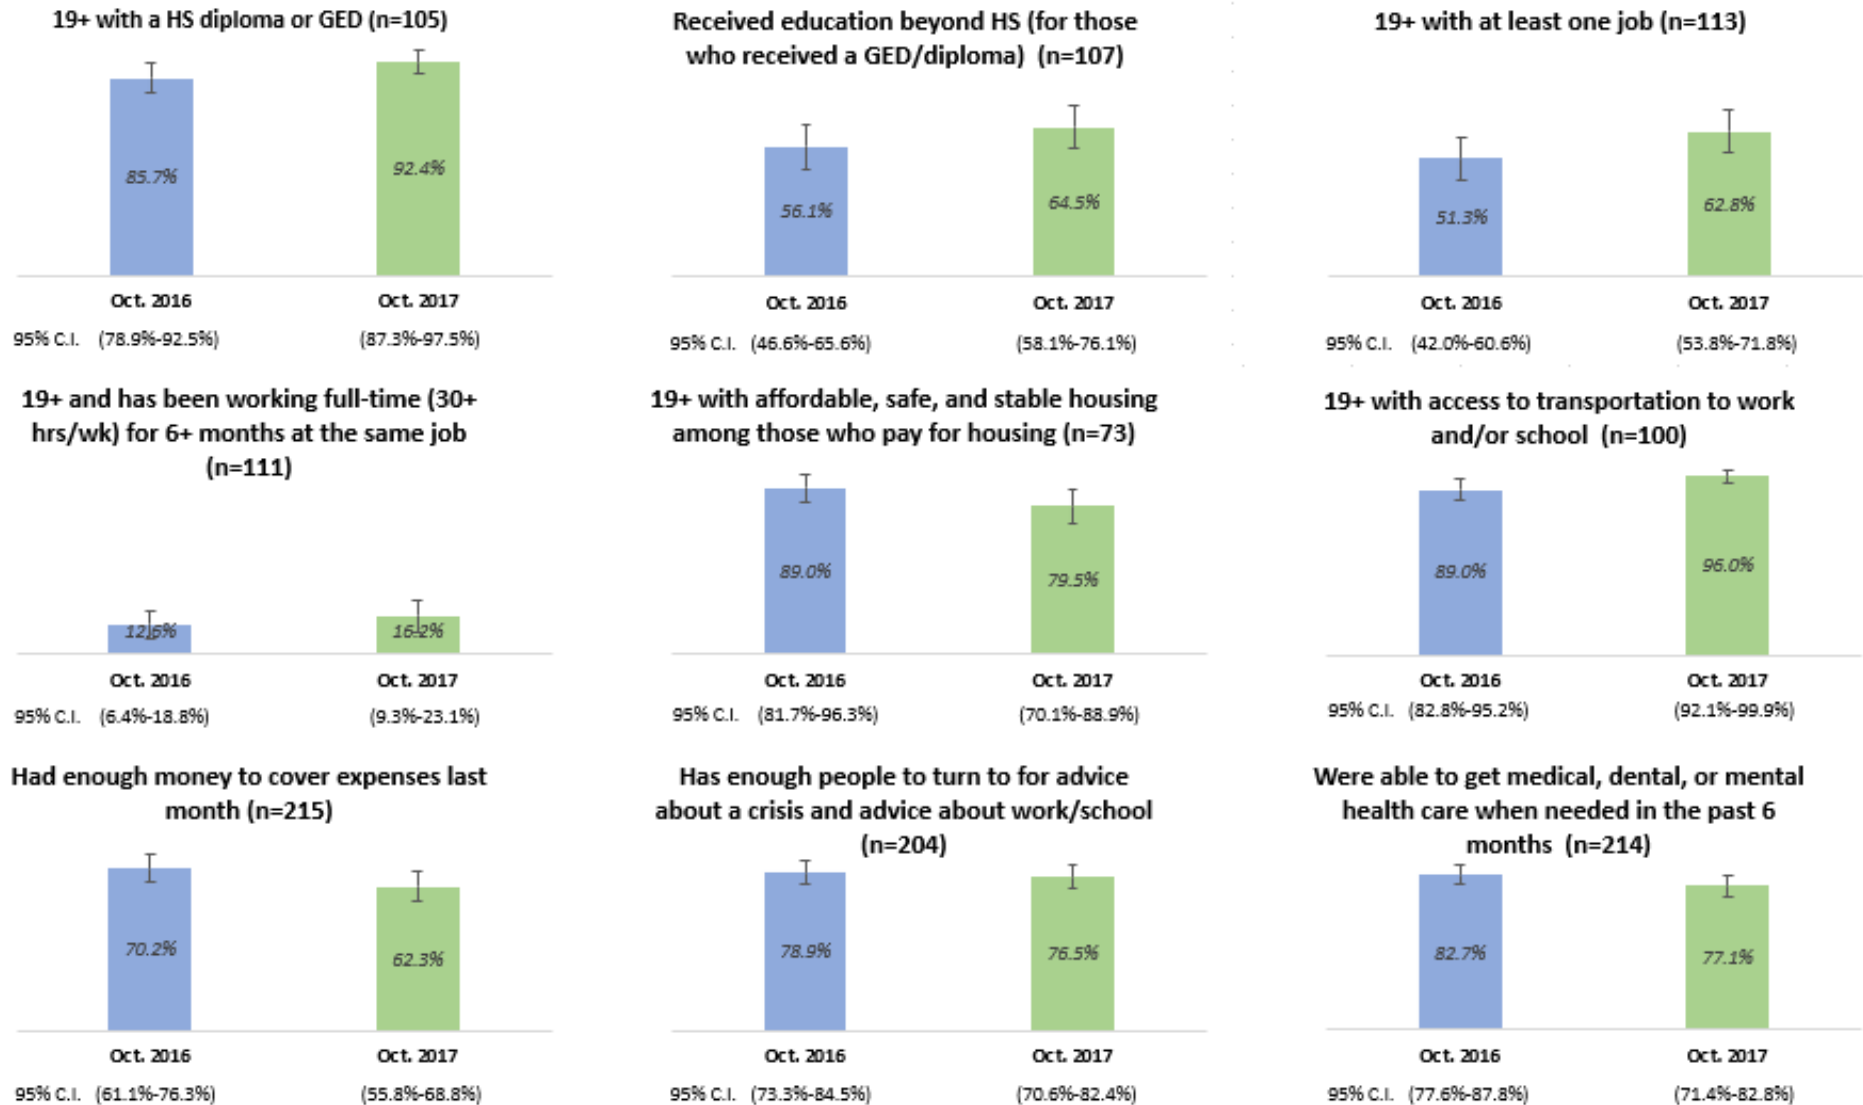 19+ with a HS diploma or GED (n=105)
85.7%
92.4%
Oct. 2016
Oct. 2017
95% C.I. (78.9%-92.5%)
(87.3%-97.5%)
Received education beyond HS (for those
who received a GED/diploma) (n=107)
56.1%
64.5%
Oct. 2016
Oct. 2017
95% C.I. (46.6%-65.6%)
(58.1%-76.1%)
19+ with at least one job (n=113)
51.3%
62.8%
Oct. 2016
Oct. 2017
95% C.I. (42.0%-60.6%)
(53.8%-71.8%)
19+ and has been working full-time (30+
hrs/wk) for 6+ months at the same job
(n=111)
12.6%
16.2%
Oct. 2016
Oct. 2017
95% C.I. (6.4%-18.8%)
(9.3%-23.1%)
19+ with affordable, safe, and stable housing
among those who pay for housing (n=73)
89.0%
79.5%
Oct. 2016
Oct. 2017
95% C.I. (81.7%-96.3%)
(70.1%-88.9%)
19+ with access to transportation to work
and/or school (n=100)
89.0%
96.0%
Oct. 2016
Oct. 2017
95% C.I. (82.8%-95.2%)
(92.1%-99.9%)
Had enough money to cover expenses last
month (n=215)
70.2%
62.3%
Oct. 2016
Oct. 2017
95% C.I. (61.1%-76.3%)
(55.8%-68.8%)
Has enough people to turn to for advice
about a crisis and advice about work/school
(n=204)
78.9%
76.5%
Oct. 2016
Oct. 2017
95% C.I. (73.3%-84.5%)
(70.6%-82.4%)
Were able to get medical, dental, or mental
health care when needed in the past 6
months (n=214)
82.7%
77.1%
Oct. 2016
Oct. 2017
95% C.I. (77.6%-87.8%)
(71.4%-82.8%)